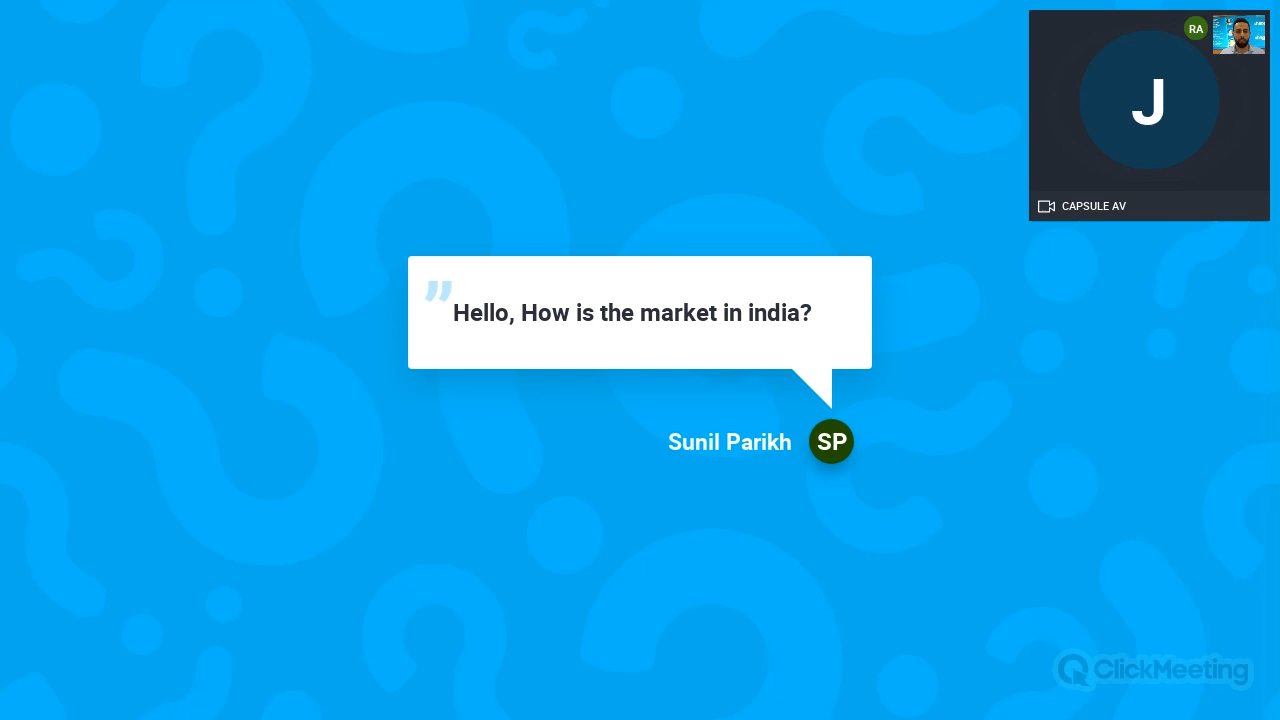 RA
J
CAPSULE AV
Hello, How is the market in india?
Sunil Parikh
SP
ClickMeeting